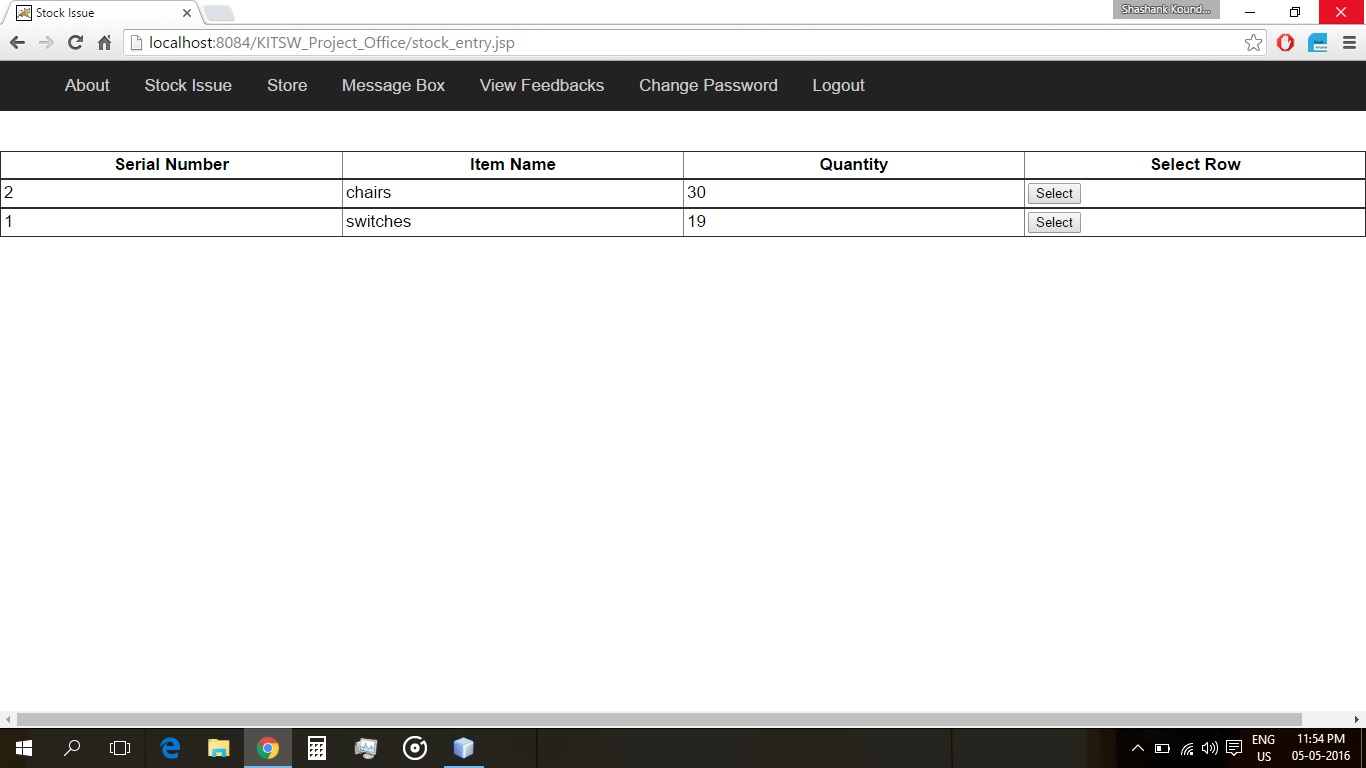 Stock Issue
Shashank Kound...
localhost:8084/KITSW_Project_Office/stock_entry.jsp
About Stock Issue Store Message Box View Feedbacks Change Password Logout
Serial Number Item Name Quantity Select Row
2 chairs 30 Select
1 switches 19 Select
ENG 11:54 PM
US 05-05-2016